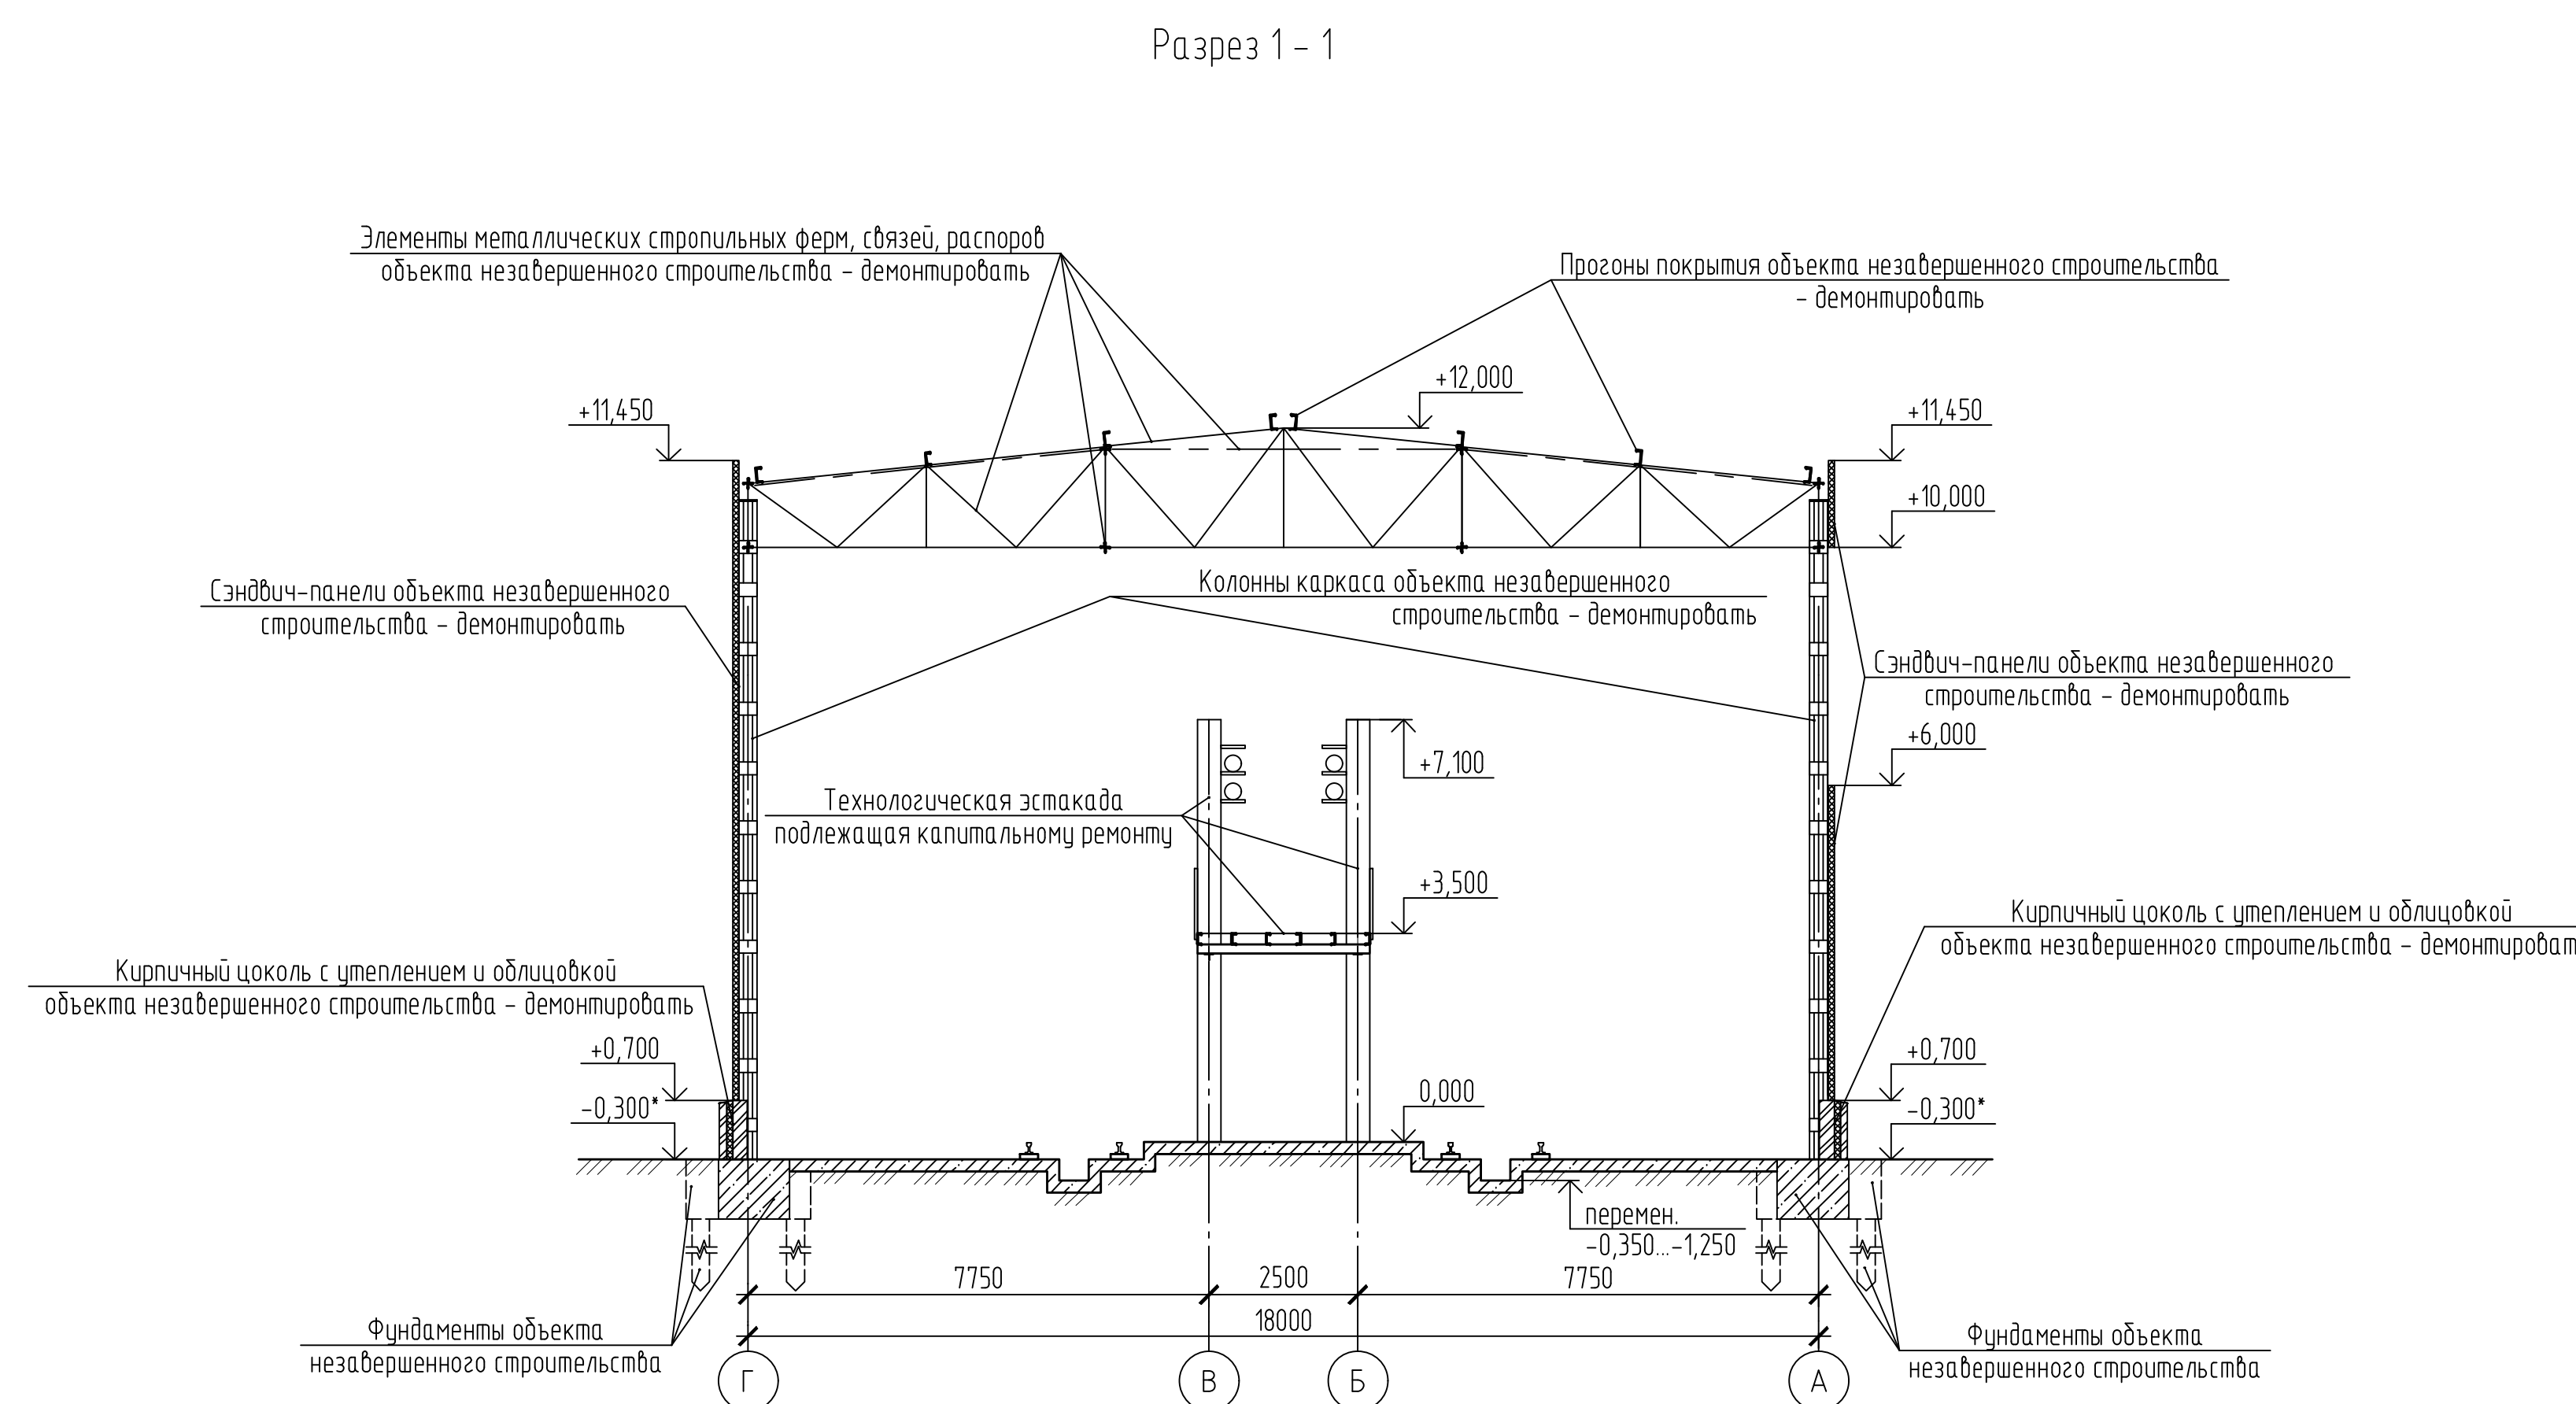 Разрез 1 – 1
Элементы металлических стропильных ферм, связей, распоров
объекта незавершенного строительства – демонтировать
Прогоны покрытия объекта незавершенного строительства
– демонтировать
+12,000
+11,450
+11,450
+10,000
Сэндвич–панели объекта незавершенного
строительства – демонтировать
Колонны каркаса объекта незавершенного
строительства – демонтировать
Сэндвич–панели объекта незавершенного
строительства – демонтировать
+6,000
+7,100
Технологическая эстакада
подлежащая капитальному ремонту
+3,500
Кирпичный цоколь с утеплением и облицовкой
объекта незавершенного строительства – демонтироват
Кирпичный цоколь с утеплением и облицовкой
объекта незавершенного строительства – демонтировать
+0,700
+0,700
0,000
–0,300*
–0,300*
перемен.
–0,350...–1,250
7750
2500
7750
18000
Фундаменты объекта
незавершенного строительства
Фундаменты объекта
незавершенного строительства
Г
В
Б
А